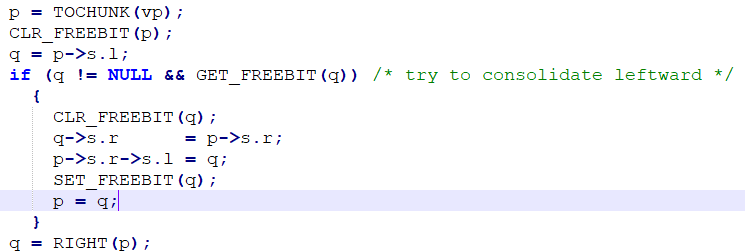 p = TOCHUNK(vp);
CLR_FREEBIT(p);
q = p->s.l;
if (q != NULL && GET_FREEBIT(q)) /* try to consolidate leftward */
  {
    CLR_FREEBIT(q);
    q->s.r      = p->s.r;
    p->s.r->s.l = q;
    SET_FREEBIT(q);
    p = q;
  }
q = RIGHT(p);